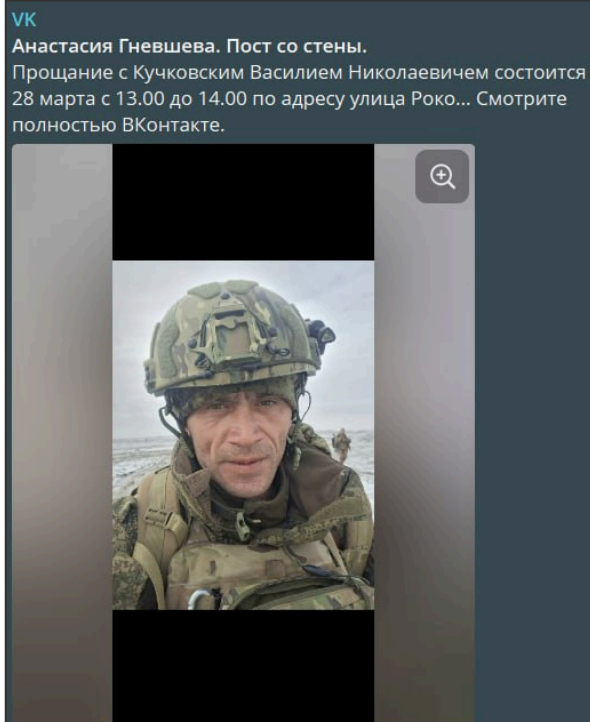 VK
Анастасия Гневшева. Пост со стены.
Прощание с Кучковским Василием Николаевичем состоится
28 марта с 13.00 до 14.00 по адресу улица Роко... Смотрите
полностью ВКонтакте.